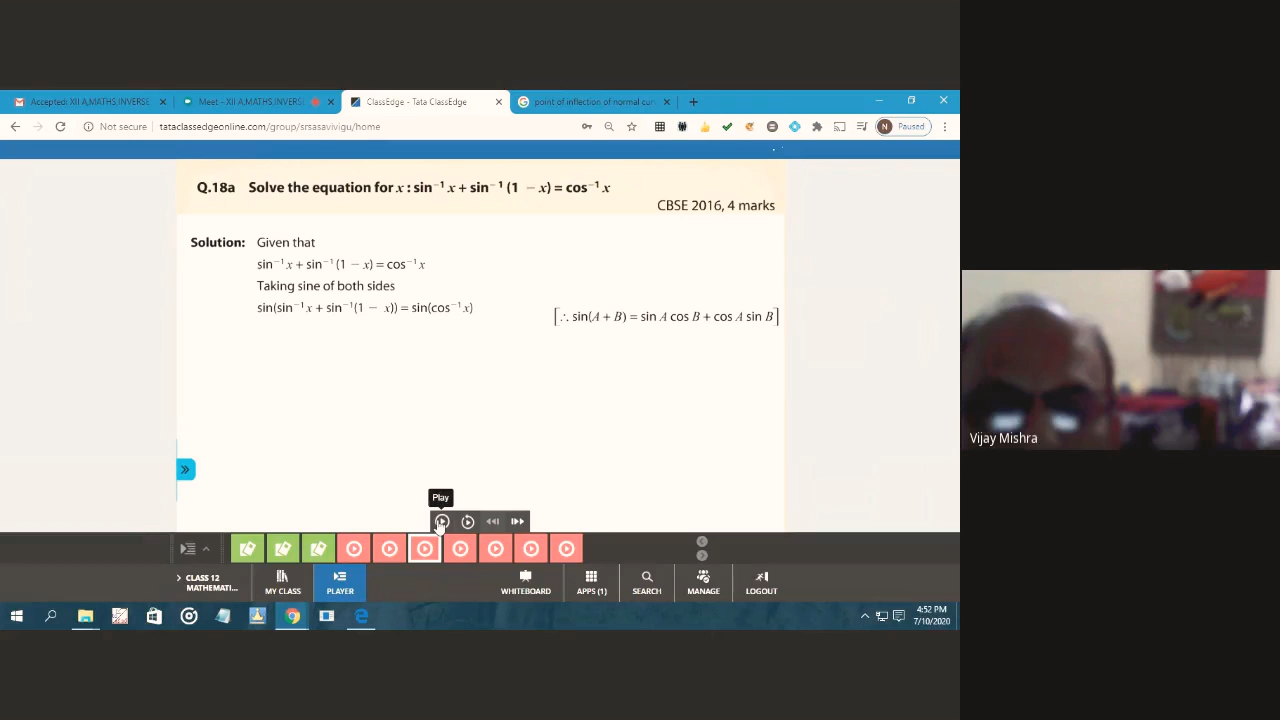 Accepted: XII A,MATHS.INVERSE
Meet - XII A,MATHS.INVERSI
ClassEdge - Tata ClassEdge
point of inflection of normal cur
Not secure
tataclassedgeonline.com/group/srsasavivigu/home
N Paused
Q.18a Solve the equation for x : sin⁻¹ x + sin⁻¹ (1 − x) = cos⁻¹ x
CBSE 2016, 4 marks
Solution: Given that
sin⁻¹ x + sin⁻¹ (1 − x) = cos⁻¹ x
Taking sine of both sides
sin(sin⁻¹ x + sin⁻¹(1 − x)) = sin(cos⁻¹ x)
[∴ sin(A + B) = sin A cos B + cos A sin B]
Vijay Mishra
Play
CLASS 12
MATHEMATI...
MY CLASS
PLAYER
WHITEBOARD
APPS (1)
SEARCH
MANAGE
LOGOUT
4:52 PM
7/10/2020